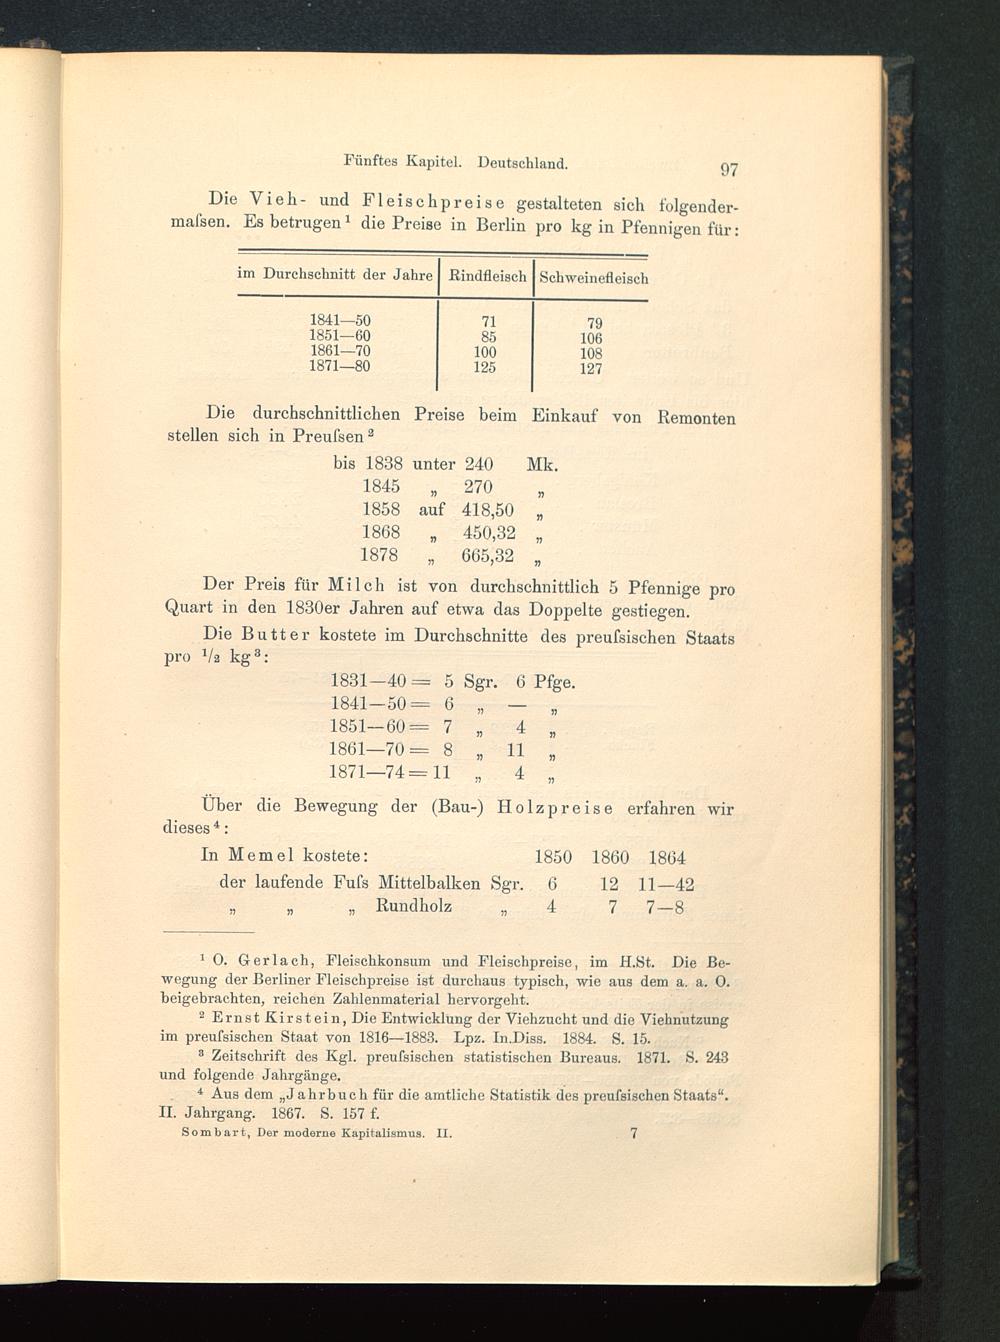 Fünftes Kapitel. Deutschland. 97
Die Vieh- und Fleischpreise gestalteten sich folgender-
maſsen. Es betrugen ¹ die Preise in Berlin pro kg in Pfennigen für:
im Durchschnitt der Jahre Rindfleisch Schweinefleisch
1841—50 71 79
1851—60 85 106
1861—70 100 108
1871—80 125 127
Die durchschnittlichen Preise beim Einkauf von Remonten
stellen sich in Preuſsen ²
bis 1838 unter 240 Mk.
1845 „ 270 „
1858 auf 418,50 „
1868 „ 450,32 „
1878 „ 665,32 „
Der Preis für Milch ist von durchschnittlich 5 Pfennige pro
Quart in den 1830er Jahren auf etwa das Doppelte gestiegen.
Die Butter kostete im Durchschnitte des preuſsischen Staats
pro ¹/₂ kg ³:
1831—40 = 5 Sgr. 6 Pfge.
1841—50 = 6 „ — „
1851—60 = 7 „ 4 „
1861—70 = 8 „ 11 „
1871—74 = 11 „ 4 „
Über die Bewegung der (Bau-) Holzpreise erfahren wir
dieses ⁴:
In Memel kostete: 1850 1860 1864
der laufende Fuſs Mittelbalken Sgr. 6 12 11—42
„ „ „ Rundholz „ 4 7 7—8
¹ O. Gerlach, Fleischkonsum und Fleischpreise, im H.St. Die Be-
wegung der Berliner Fleischpreise ist durchaus typisch, wie aus dem a. a. O.
beigebrachten, reichen Zahlenmaterial hervorgeht.
² Ernst Kirstein, Die Entwicklung der Viehzucht und die Viehnutzung
im preuſsischen Staat von 1816—1883. Lpz. In.Diss. 1884. S. 15.
³ Zeitschrift des Kgl. preuſsischen statistischen Bureaus. 1871. S. 243
und folgende Jahrgänge.
⁴ Aus dem „Jahrbuch für die amtliche Statistik des preuſsischen Staats“.
II. Jahrgang. 1867. S. 157 f.
Sombart, Der moderne Kapitalismus. II. 7